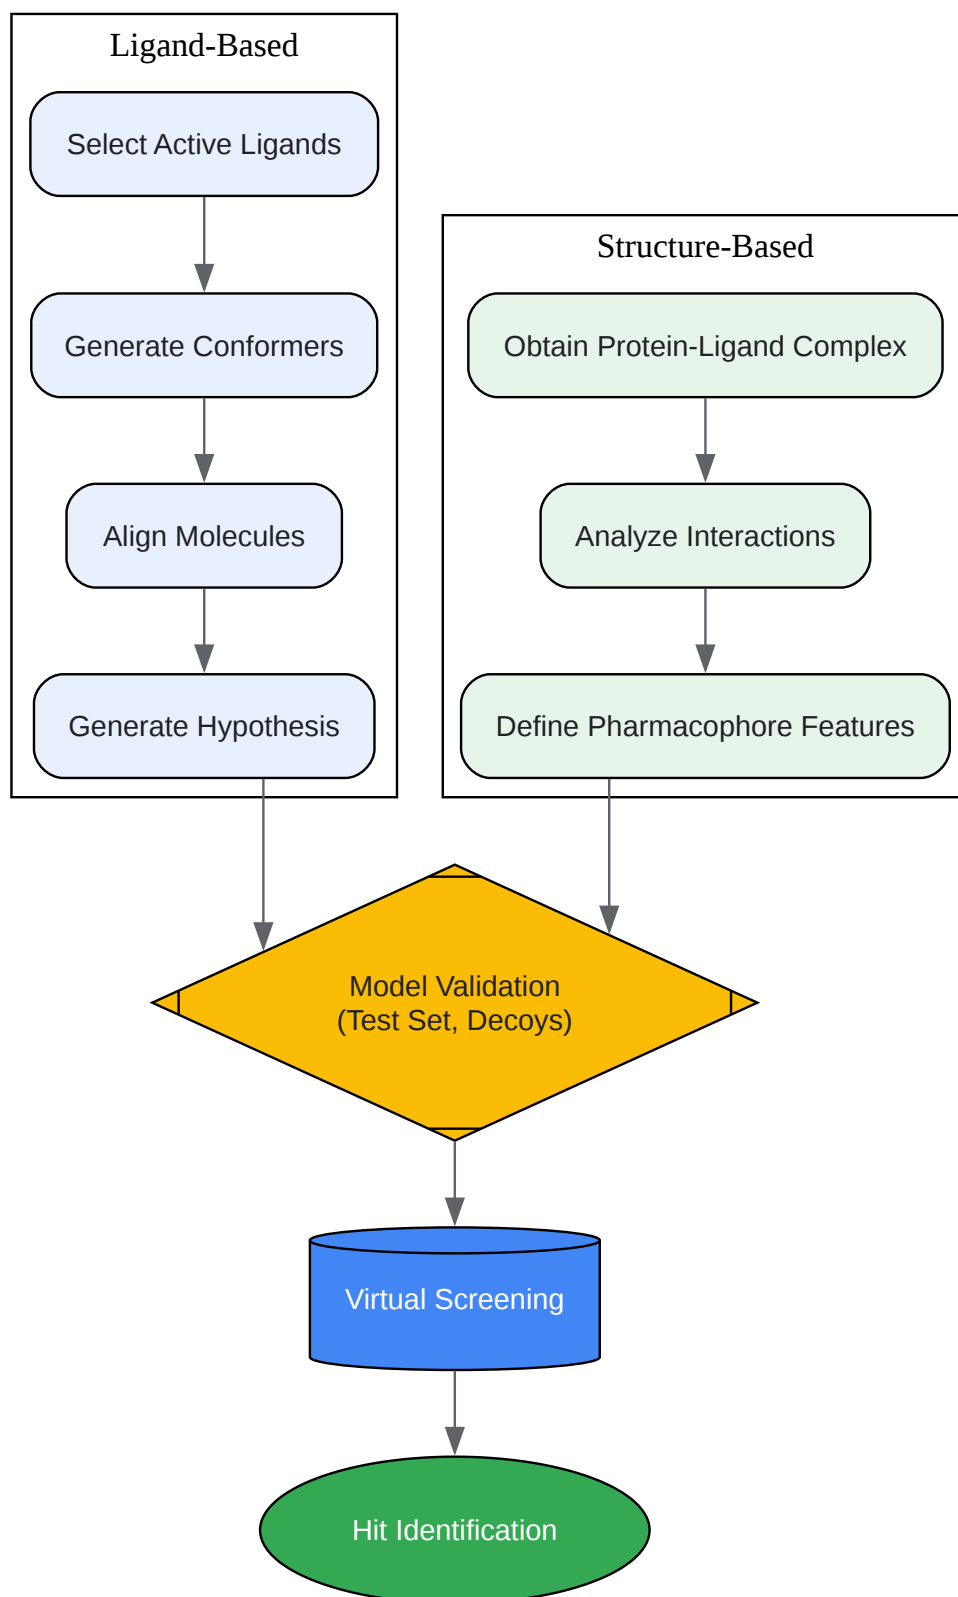 Ligand-Based
Select Active Ligands
Generate Conformers
Align Molecules
Generate Hypothesis
Structure-Based
Obtain Protein-Ligand Complex
Analyze Interactions
Define Pharmacophore Features
Model Validation
(Test Set, Decoys)
Virtual Screening
Hit Identification